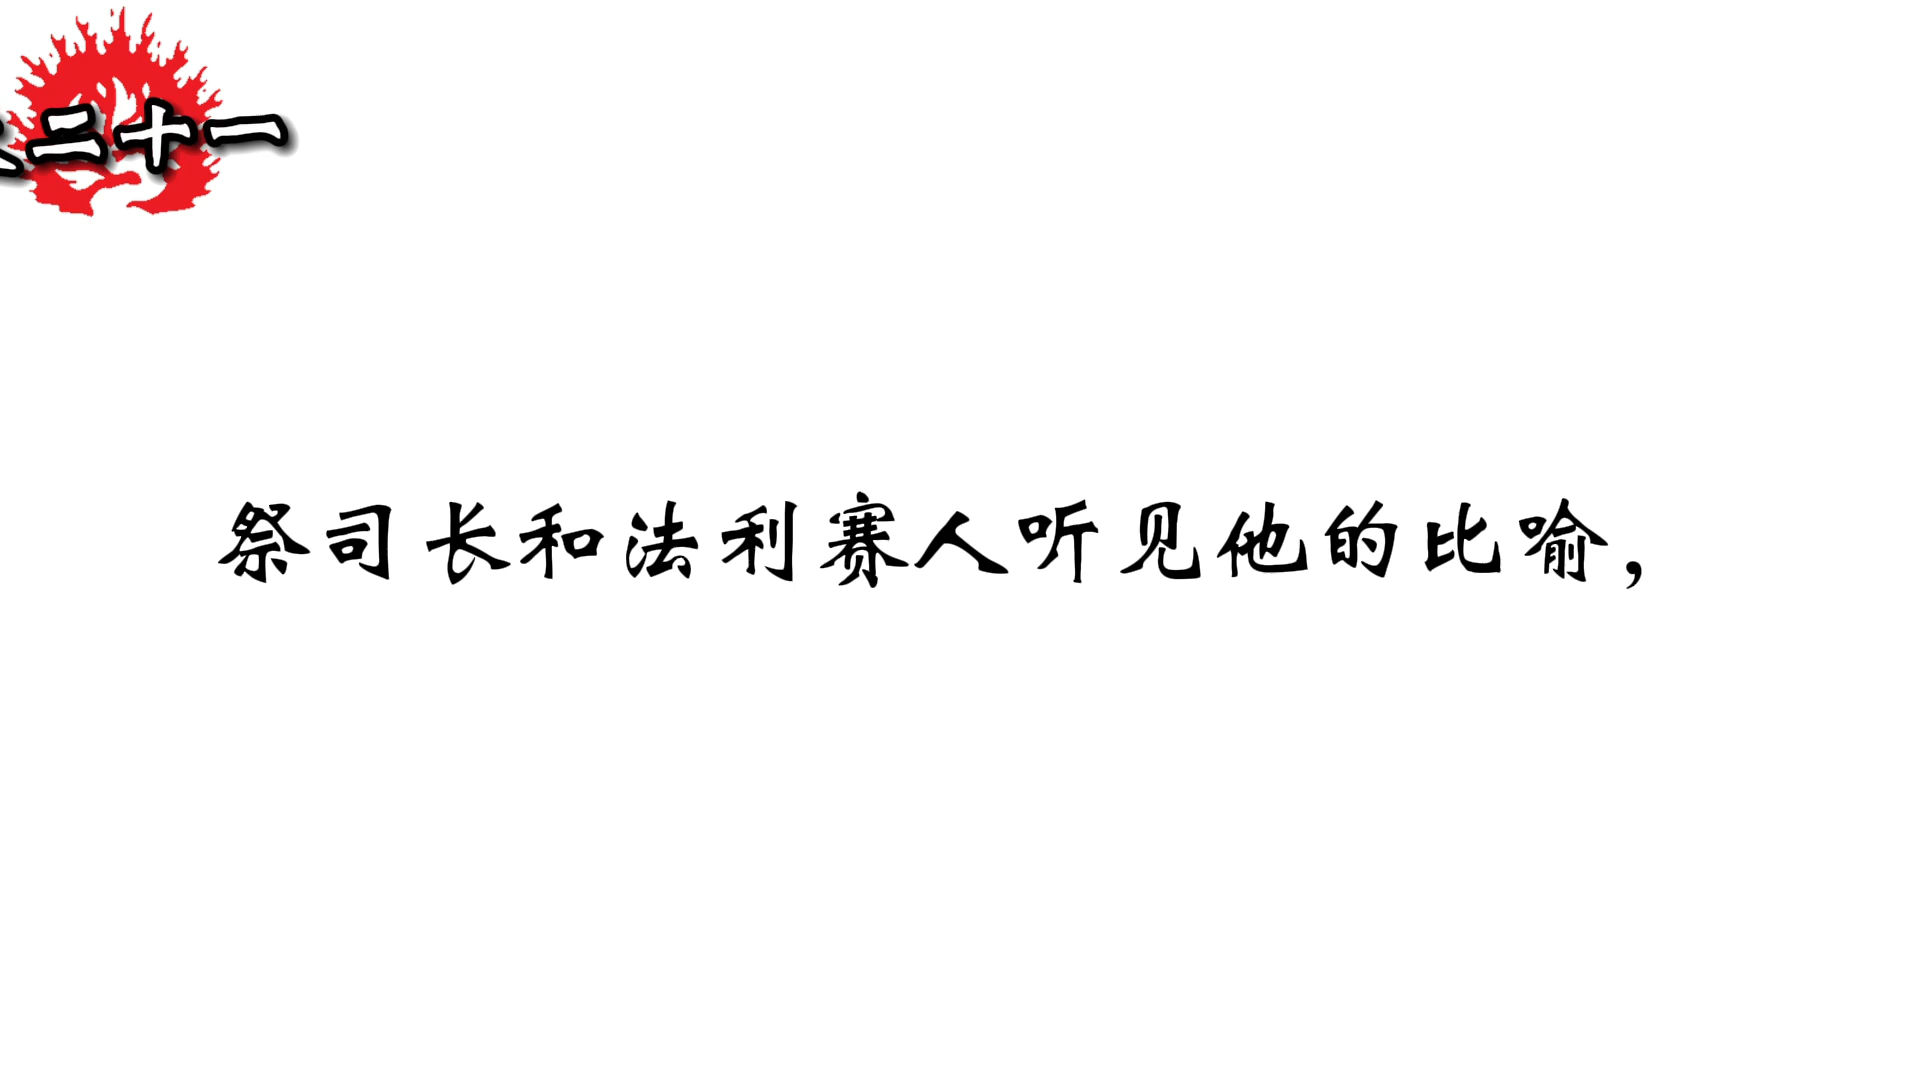 二十一
祭司长和法利赛人听见他的比喻，